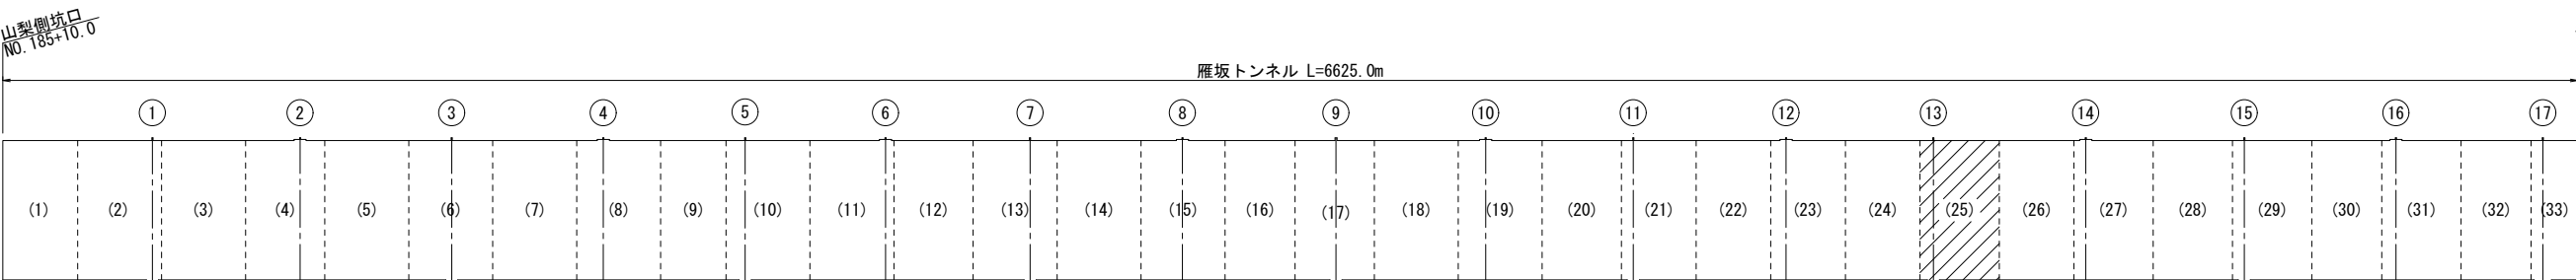 山梨側坑口
NO.185+10.0
雁坂トンネル L=6625.0m
① ② ③ ④ ⑤ ⑥ ⑦ ⑧ ⑨ ⑩ ⑪ ⑫ ⑬ ⑭ ⑮ ⑯ ⑰
(1) (2) (3) (4) (5) (6) (7) (8) (9) (10) (11) (12) (13) (14) (15) (16) (17) (18) (19) (20) (21) (22) (23) (24) (25) (26) (27) (28) (29) (30) (31) (32) (33)